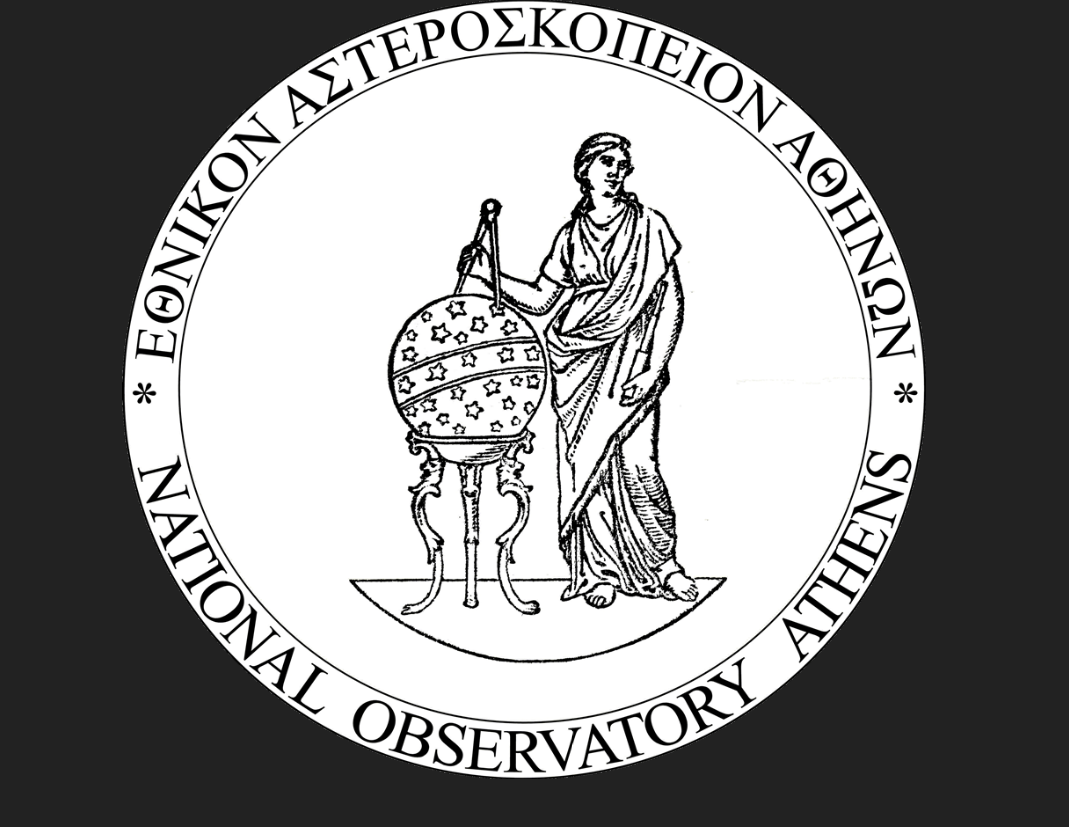 ΕΘΝΙΚΟΝ ΑΣΤΕΡΟΣΚΟΠΕΙΟΝ ΑΘΗΝΩΝ
* NATIONAL OBSERVATORY ATHENS *